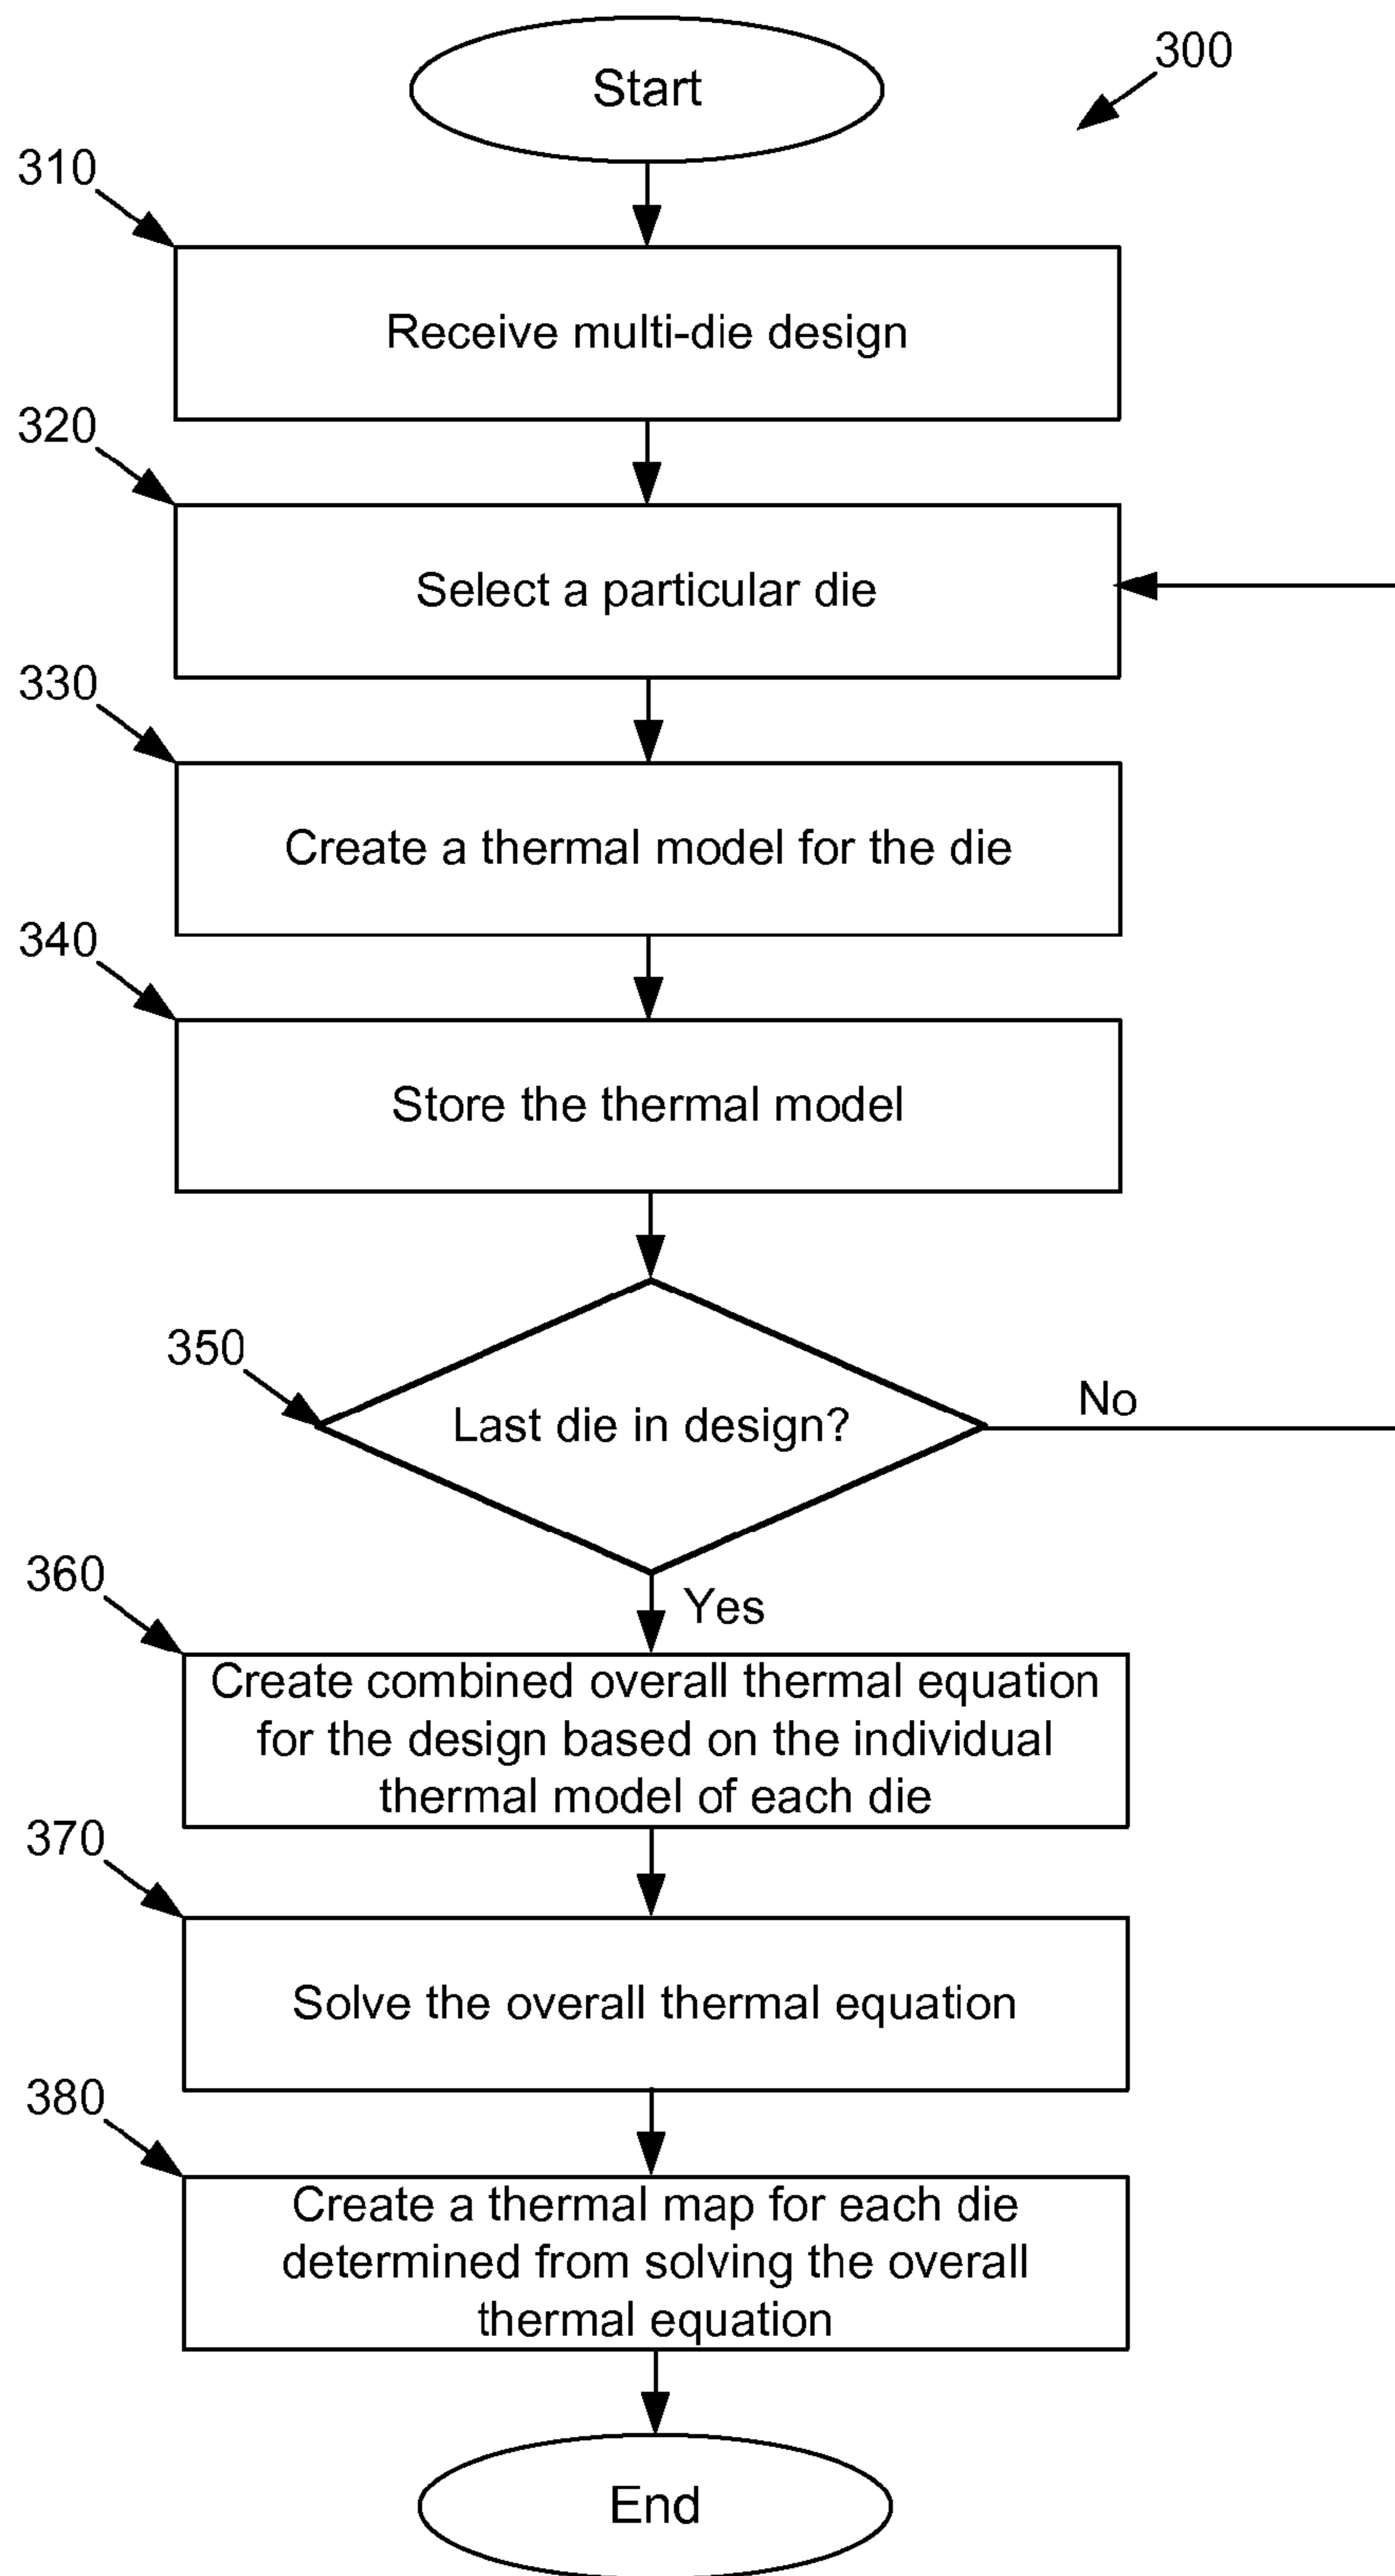 Start
300
310
Receive multi-die design
320
Select a particular die
330
Create a thermal model for the die
340
Store the thermal model
350
Last die in design?
No
Yes
360
Create combined overall thermal equation
for the design based on the individual
thermal model of each die
370
Solve the overall thermal equation
380
Create a thermal map for each die
determined from solving the overall
thermal equation
End